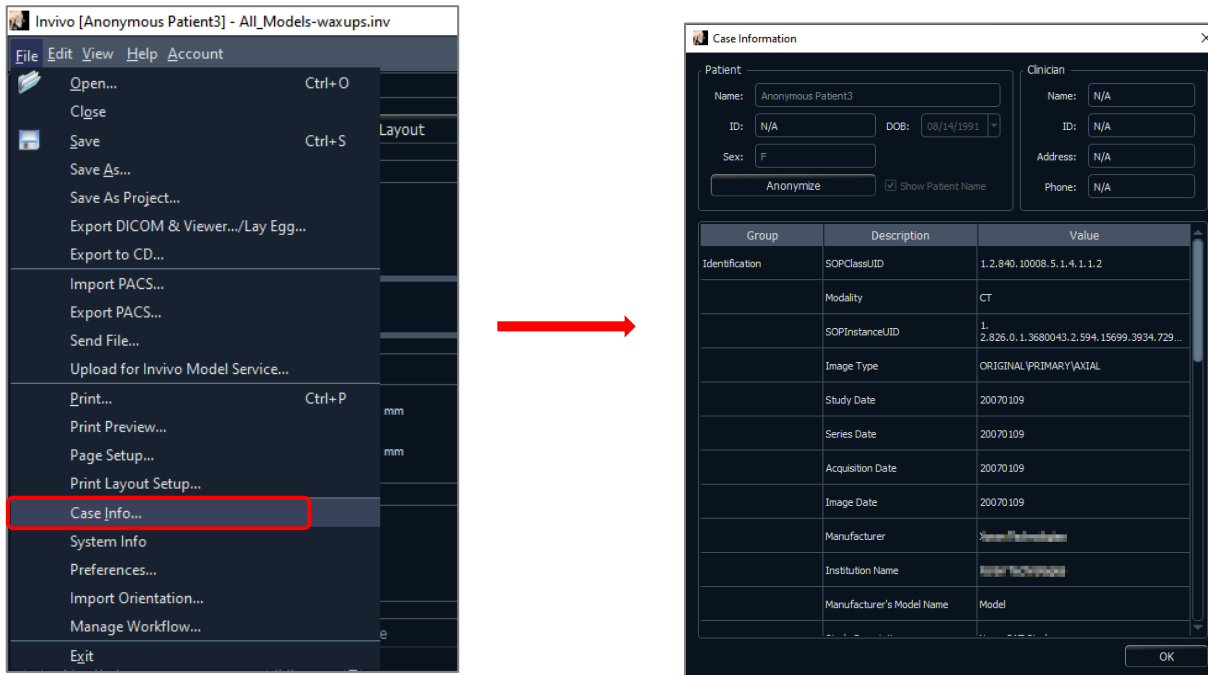 Invivo [Anonymous Patient3] - All_Models-waxups.inv
File Edit View Help Account
Open... Ctrl+O
Close
Save Ctrl+S
Save As...
Save As Project...
Export DICOM & Viewer.../Lay Egg...
Export to CD...
Import PACS...
Export PACS...
Send File...
Upload for Invivo Model Service...
Print... Ctrl+P
Print Preview...
Page Setup...
Print Layout Setup...
Case Info...
System Info
Preferences...
Import Orientation...
Manage Workflow...
Exit
Layout
mm
mm
Case Information
Patient
Name: Anonymous Patient3
ID: N/A DOB: 08/14/1991
Sex: F
Anonymize Show Patient Name
Clinician
Name: N/A
ID: N/A
Address: N/A
Phone: N/A
Group Description Value
Identification SOPClassUID 1.2.840.10008.5.1.4.1.1.2
Modality CT
SOPInstanceUID 1.
2.826.0.1.3680043.2.594.15699.3934.729...
Image Type ORIGINAL\PRIMARY\AXIAL
Study Date 20070109
Series Date 20070109
Acquisition Date 20070109
Image Date 20070109
Manufacturer
Institution Name
Manufacturer's Model Name Model
OK